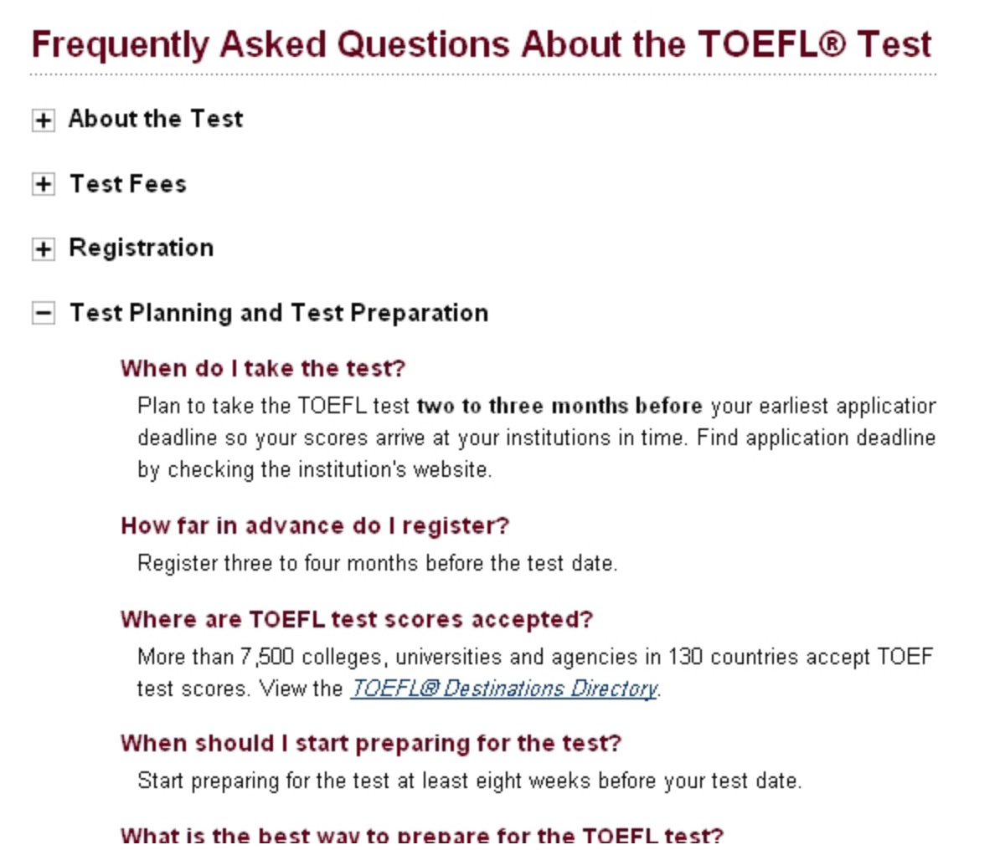 Frequently Asked Questions About the TOEFL® Test
About the Test
Test Fees
Registration
Test Planning and Test Preparation
When do I take the test?
Plan to take the TOEFL test two to three months before your earliest application
deadline so your scores arrive at your institutions in time. Find application deadline
by checking the institution's website.
How far in advance do I register?
Register three to four months before the test date.
Where are TOEFL test scores accepted?
More than 7,500 colleges, universities and agencies in 130 countries accept TOEF
test scores. View the TOEFL® Destinations Directory.
When should I start preparing for the test?
Start preparing for the test at least eight weeks before your test date.
What is the best way to prepare for the TOEFL test?